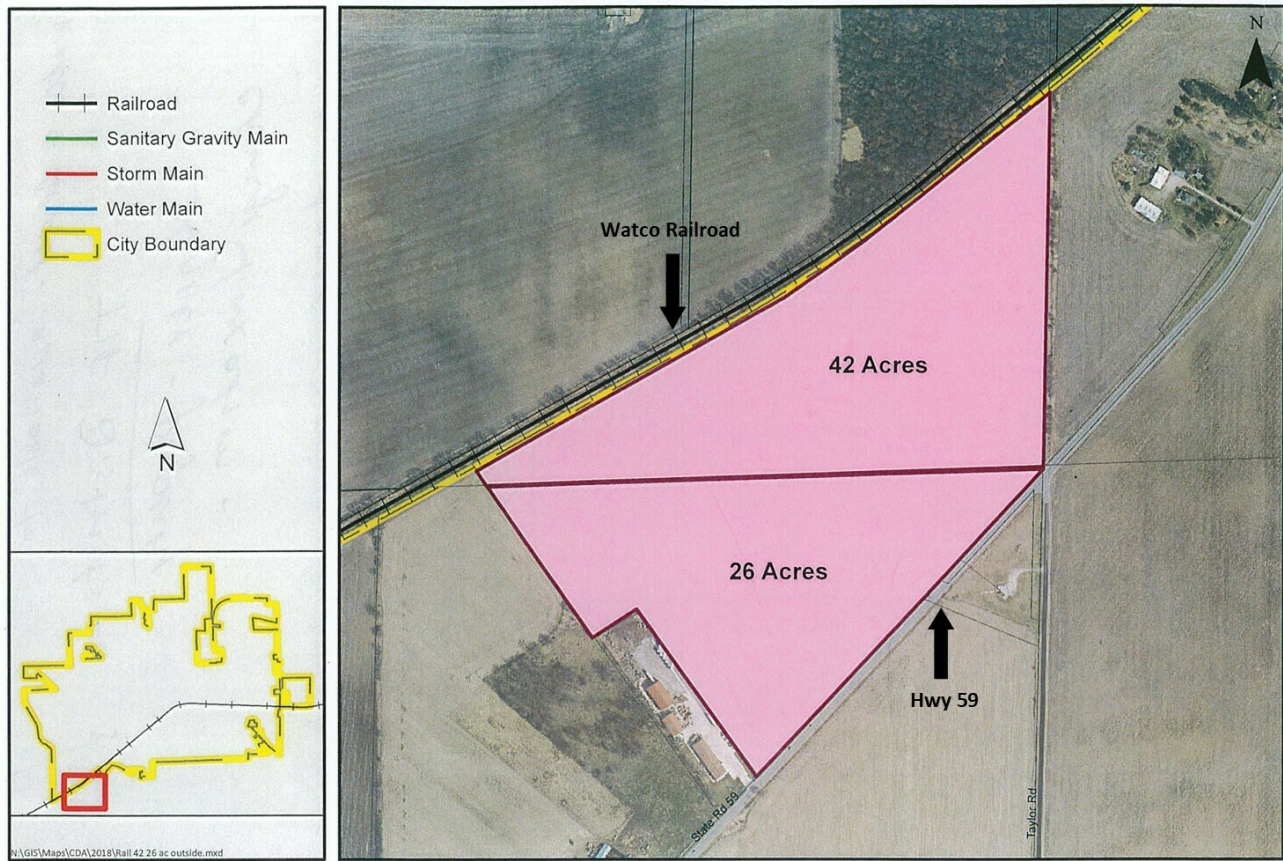 Railroad
Sanitary Gravity Main
Storm Main
Water Main
City Boundary
N
N:\GIS\Maps\CDA\2018\Rail 42 26 ac outside.mxd
N
Watco Railroad
42 Acres
26 Acres
Hwy 59
State Rd 59
Taylor Rd